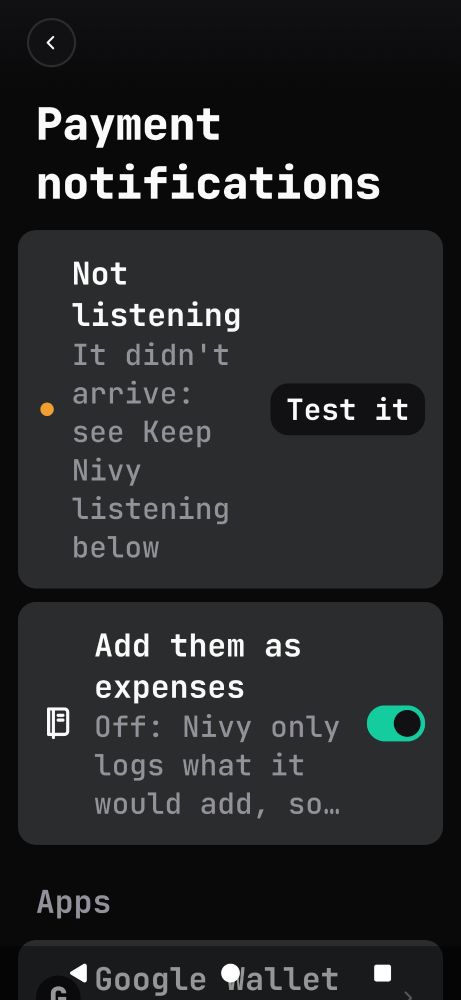 Payment
notifications
Not
listening
It didn't
arrive:
see Keep
Nivy
listening
below
Test it
Add them as
expenses
Off: Nivy only
logs what it
would add, so…
Apps
G
Google Wallet